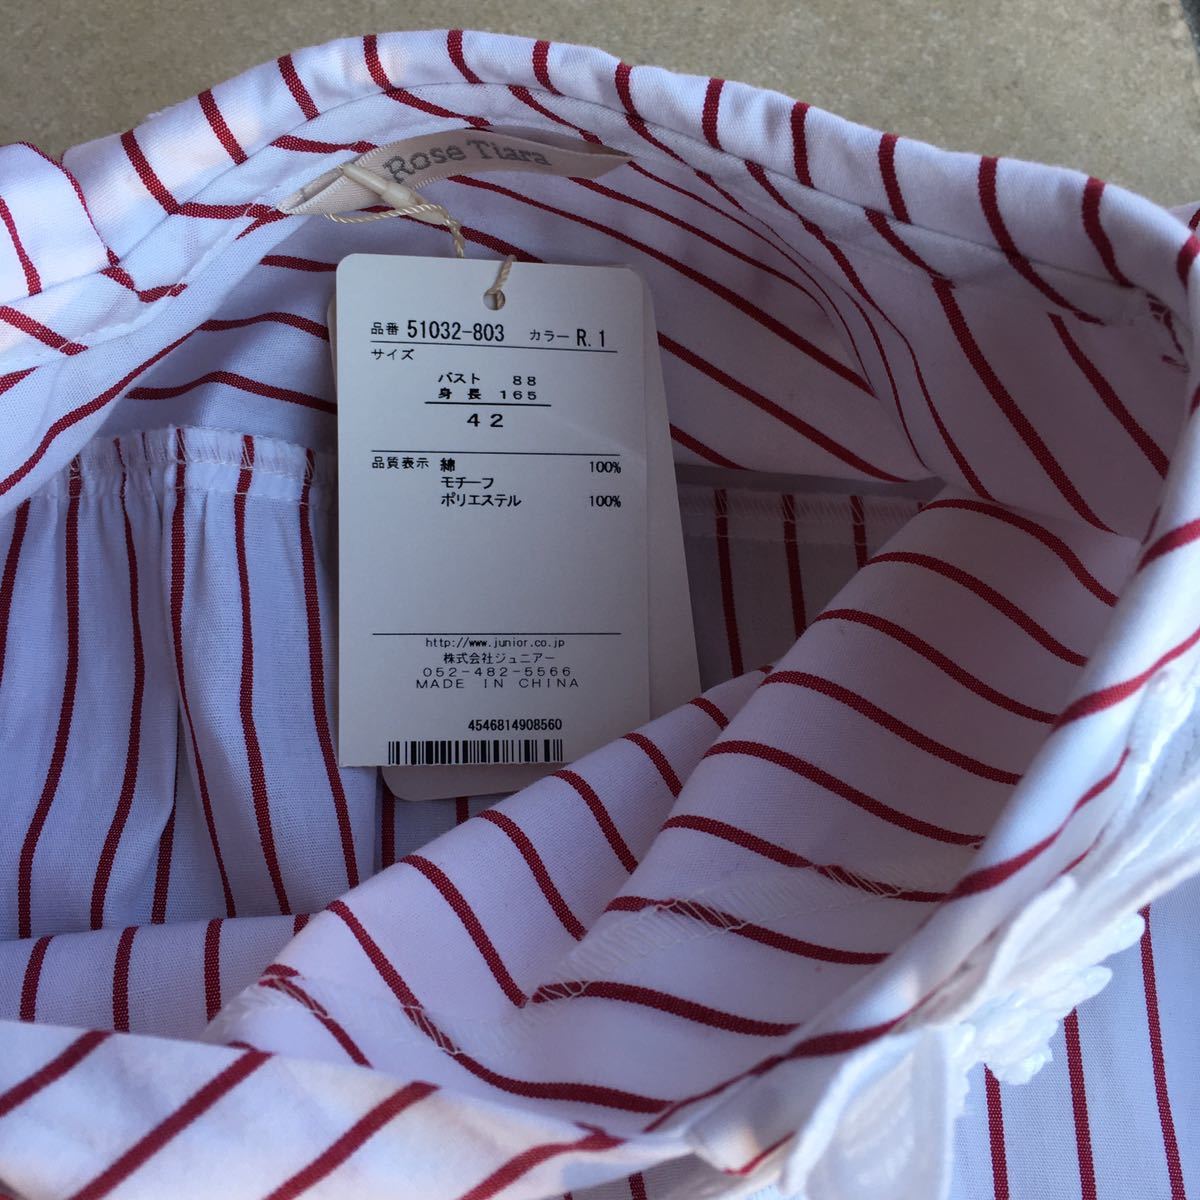 Rose Tiara
品番 51032-803 カラー R.1
サイズ
バスト 88
身長 165
42
品質表示 綿 100%
モチーフ
ポリエステル 100%
http://www.junior.co.jp
株式会社ジュニアー
052-482-5566
MADE IN CHINA
4546814908560